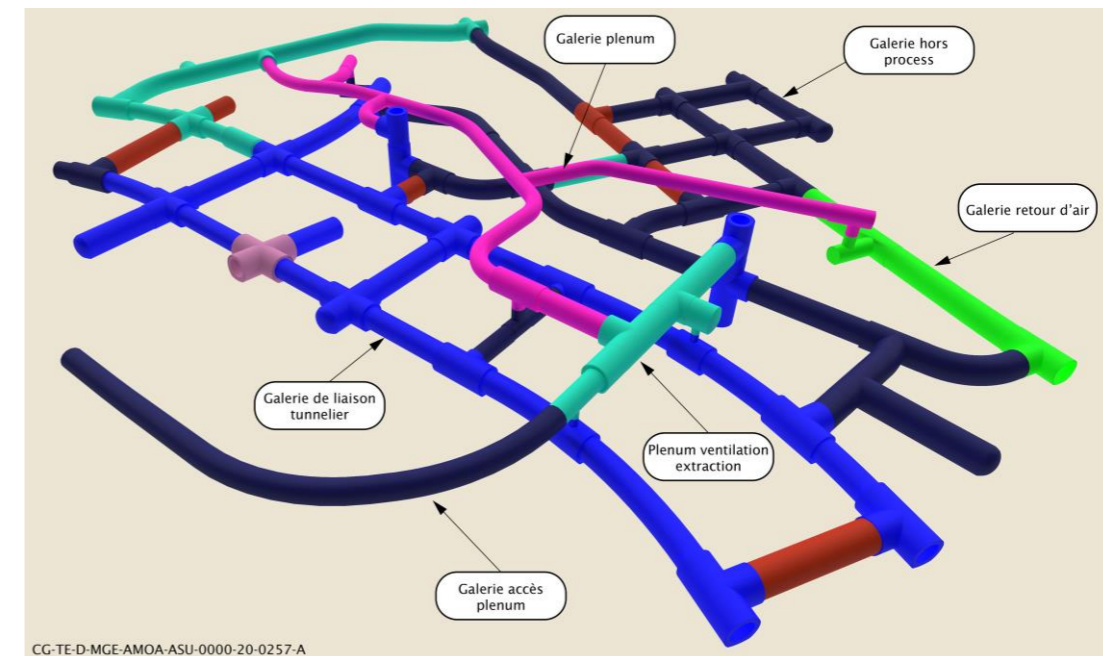 Galerie plenum
Galerie hors
process
Galerie retour d'air
Galerie de liaison
tunnelier
Plenum ventilation
extraction
Galerie accès
plenum
CG-TE-D-MGE-AMOA-ASU-0000-20-0257-A